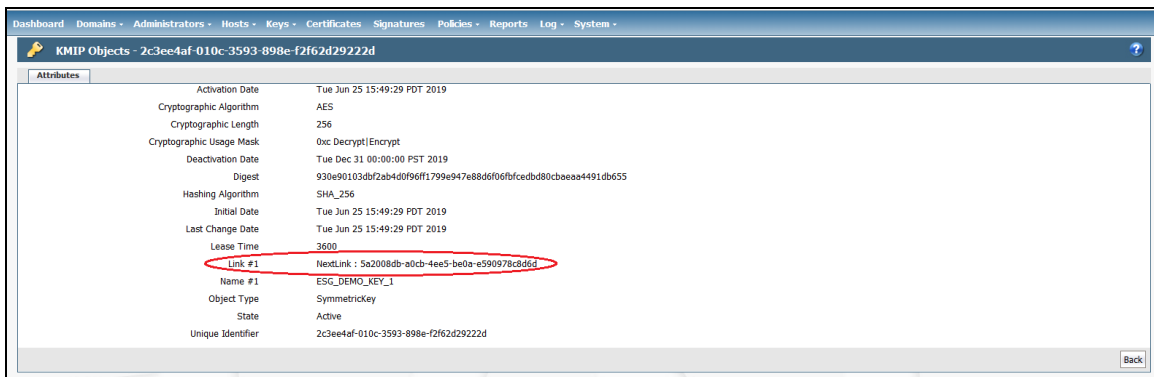 Dashboard Domains Administrators Hosts Keys Certificates Signatures Policies Reports Log System
KMIP Objects - 2c3ee4af-010c-3593-898e-f2f62d29222d
Attributes
Activation Date Tue Jun 25 15:49:29 PDT 2019
Cryptographic Algorithm AES
Cryptographic Length 256
Cryptographic Usage Mask 0xc Decrypt|Encrypt
Deactivation Date Tue Dec 31 00:00:00 PST 2019
Digest 930e90103dbf2ab4d0f96ff1799e947e88d6f06fbfcedbd80cbaeaa4491db655
Hashing Algorithm SHA_256
Initial Date Tue Jun 25 15:49:29 PDT 2019
Last Change Date Tue Jun 25 15:49:29 PDT 2019
Lease Time 3600
Link #1 NextLink : 5a2008db-a0cb-4ee5-be0a-e590978c8d6d
Name #1 ESG_DEMO_KEY_1
Object Type SymmetricKey
State Active
Unique Identifier 2c3ee4af-010c-3593-898e-f2f62d29222d
Back